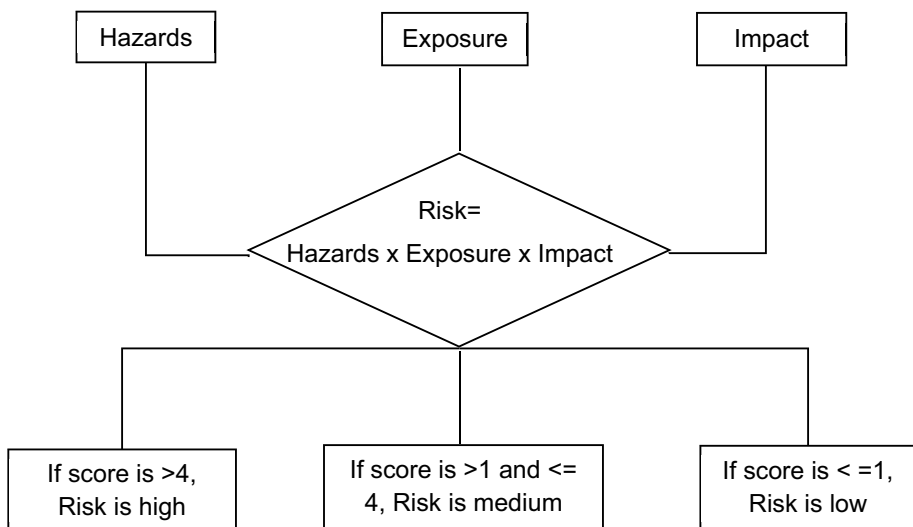 Hazards
Exposure
Impact
Risk=
Hazards x Exposure x Impact
If score is >4,
Risk is high
If score is >1 and <=
4, Risk is medium
If score is < =1,
Risk is low